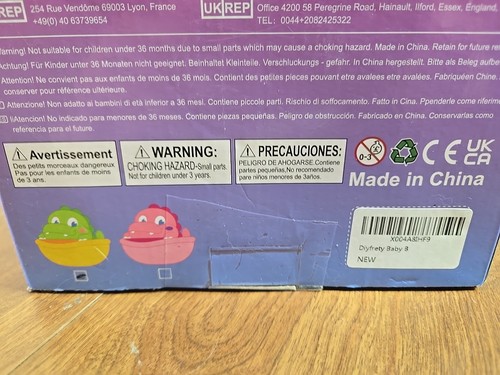 REP
254 Rue Vendôme 69003 Lyon, France
+49(0) 40 63739654
UK REP
Office 4200 58 Peregrine Road, Hainault, Ilford, Essex, England,
TEL: 0044+2082425322
Warning! Not suitable for children under 36 months due to small parts which may cause a choking hazard. Made in China. Retain for future
Achtung! Für Kinder unter 36 Monaten nicht geeignet. Beinhaltet Kleinteile. Verschluckungs - gefahr. In China hergestellt. Bitte als Beleg
Attention! Ne convient pas aux enfants de moins de 36 mois. Contient des petites pieces pouvant etre avalees etre avalees. Fabriquéen Chine.
conserver pour référence ultérieure.
Attenzione! Non adatto ai bambini di età inferiore a 36 mesi. Contiene piccole parti. Rischio di soffocamento. Fatto in Cina.
¡Atención! No indicado para menores de 36 meses. Contiene piezas pequeñas. Peligro de obstrucción. Fabricado en China. Conservarlas como
referencia para el futuro.
Avertissement
Des petits morceaux dangereux
Pas pour les enfants de moins
de 3 ans.
WARNING:
CHOKING HAZARD-Small parts.
Not for children under 3 years.
PRECAUCIONES:
PELIGRO DE AHOGARSE.Contiene
partes pequeñas,No recomendado
para niños menores de 3años.
0-3
CE
UK
CA
Made in China
X004A8DHF9
Diyfrety Baby B
NEW